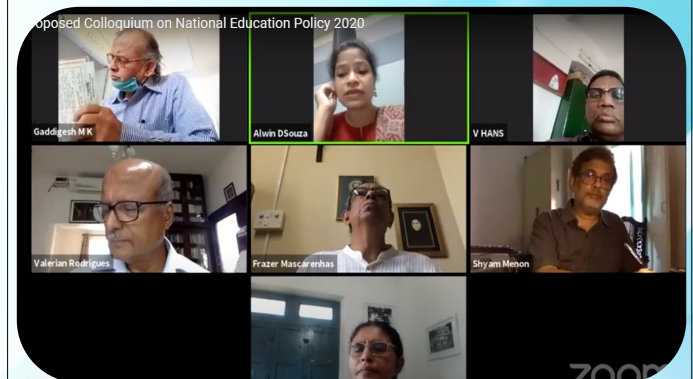 oposed Colloquium on National Education Policy 2020
Gaddigesh M K
Alwin DSouza
V HANS
Valerian Rodrigues
Frazer Mascarenhas
Shyam Menon
zoom